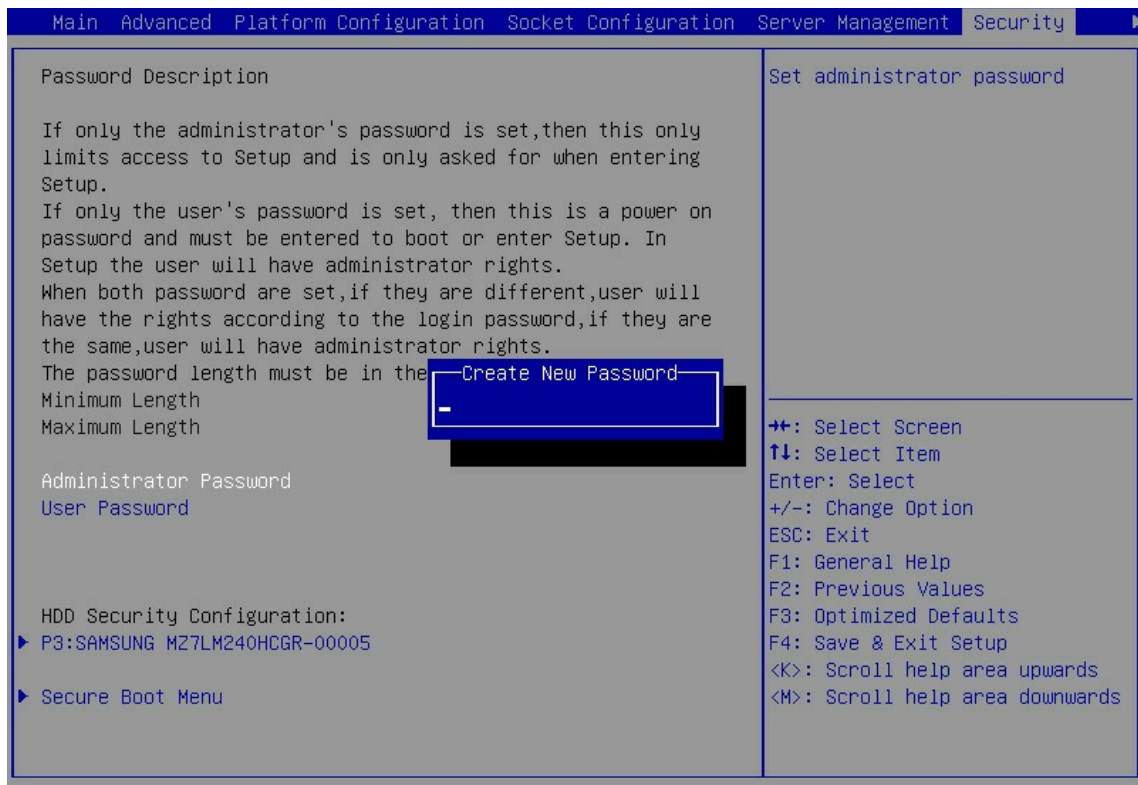 Main Advanced Platform Configuration Socket Configuration Server Management Security
Password Description
If only the administrator's password is set,then this only
limits access to Setup and is only asked for when entering
Setup.
If only the user's password is set, then this is a power on
password and must be entered to boot or enter Setup. In
Setup the user will have administrator rights.
When both password are set,if they are different,user will
have the rights according to the login password,if they are
the same,user will have administrator rights.
The password length must be in the
Minimum Length
Maximum Length
Create New Password
Administrator Password
User Password
HDD Security Configuration:
P3:SAMSUNG MZ7LM240HCGR-00005
Secure Boot Menu
Set administrator password
→←: Select Screen
↑↓: Select Item
Enter: Select
+/-: Change Option
ESC: Exit
F1: General Help
F2: Previous Values
F3: Optimized Defaults
F4: Save & Exit Setup
<K>: Scroll help area upwards
<M>: Scroll help area downwards